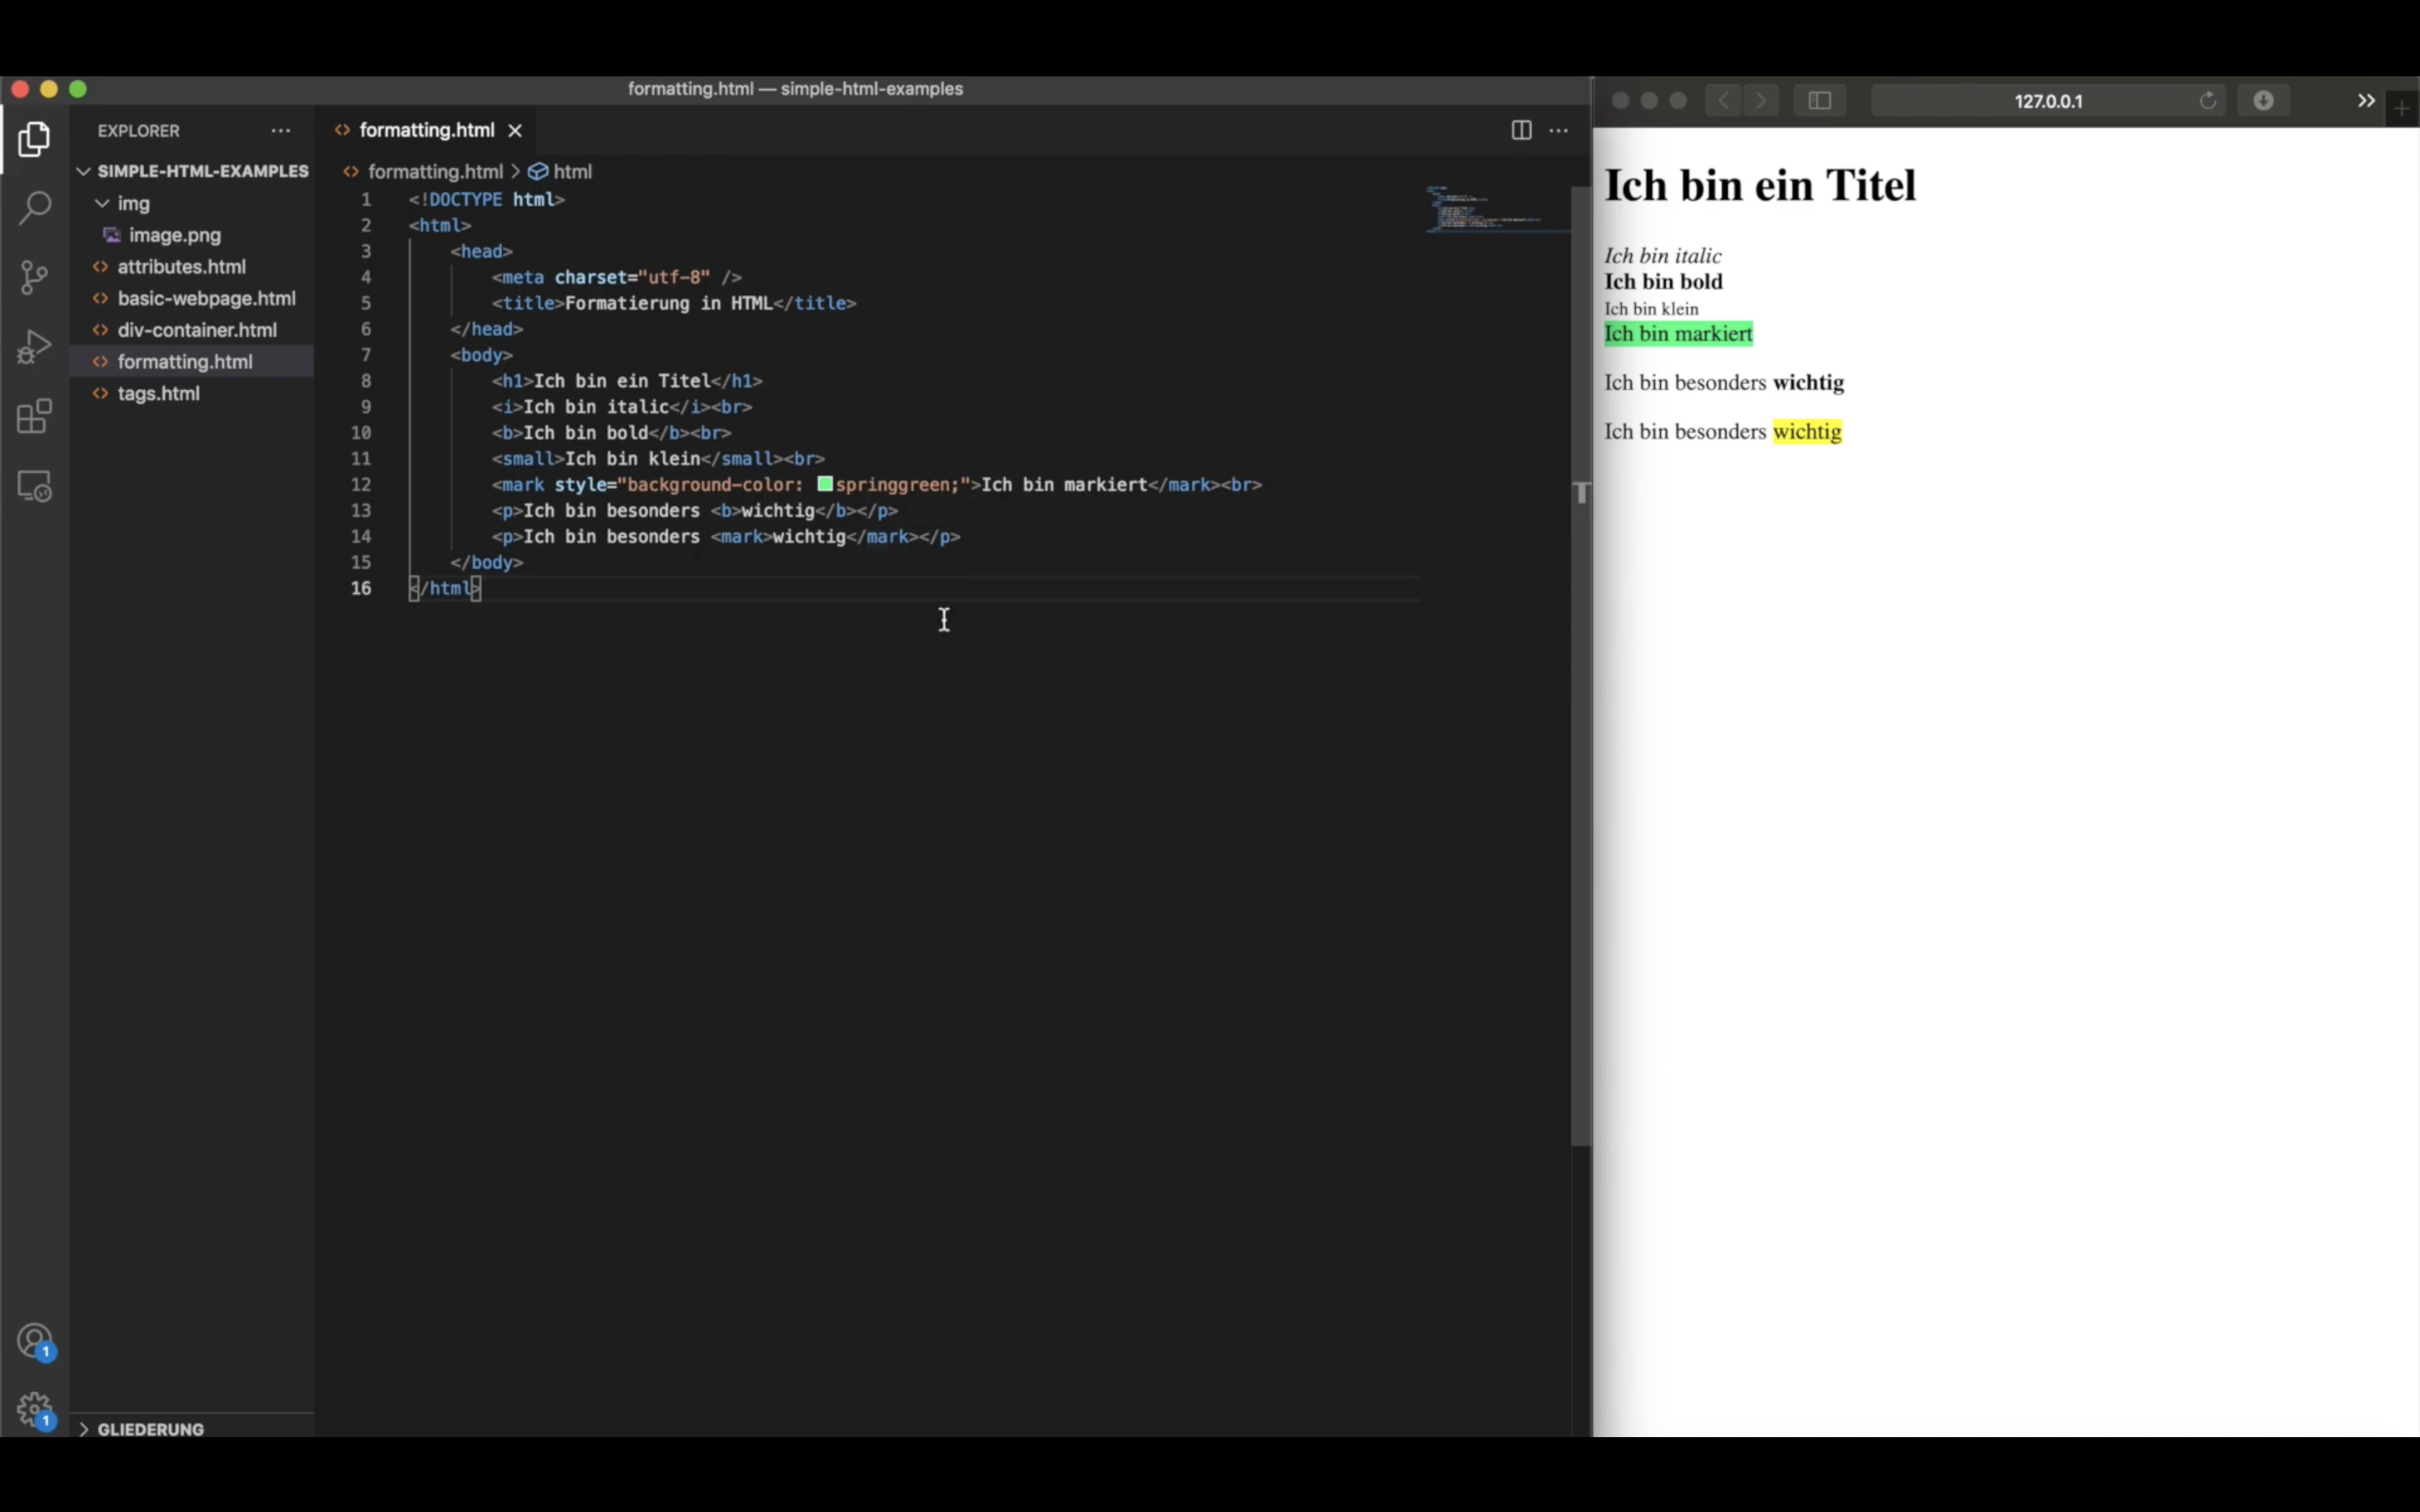 formatting.html — simple-html-examples
EXPLORER
SIMPLE-HTML-EXAMPLES
img
image.png
attributes.html
basic-webpage.html
div-container.html
formatting.html
tags.html
GLIEDERUNG
1
1
formatting.html
formatting.html > html
1 <!DOCTYPE html>
2 <html>
3 <head>
4 <meta charset="utf-8" />
5 <title>Formatierung in HTML</title>
6 </head>
7 <body>
8 <h1>Ich bin ein Titel</h1>
9 <i>Ich bin italic</i><br>
10 <b>Ich bin bold</b><br>
11 <small>Ich bin klein</small><br>
12 <mark style="background-color: springgreen;">Ich bin markiert</mark><br>
13 <p>Ich bin besonders <b>wichtig</b></p>
14 <p>Ich bin besonders <mark>wichtig</mark></p>
15 </body>
16 </html>
127.0.0.1
Ich bin ein Titel
Ich bin italic
Ich bin bold
Ich bin klein
Ich bin markiert
Ich bin besonders wichtig
Ich bin besonders wichtig